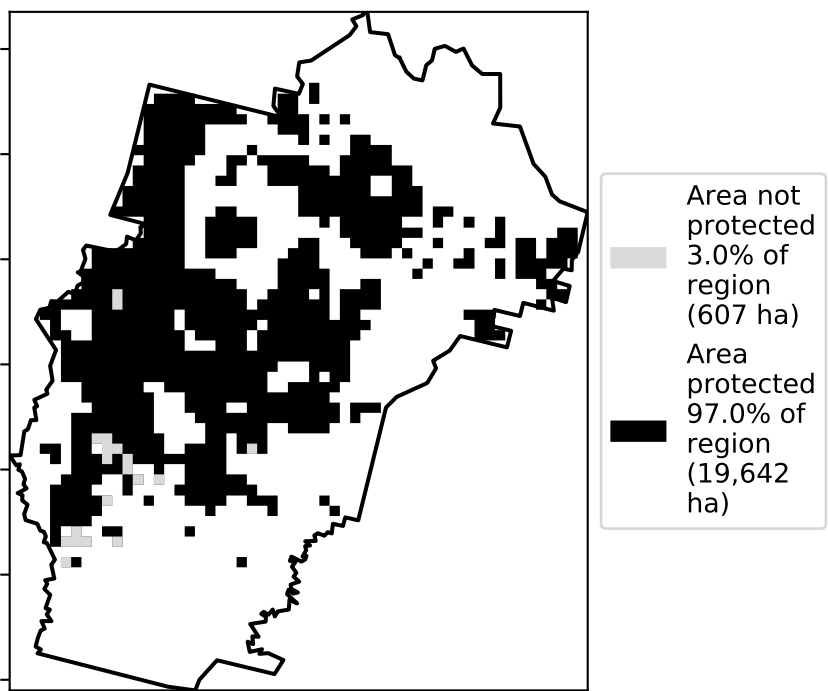 Area not
protected
3.0% of
region
(607 ha)
Area
protected
97.0% of
region
(19,642
ha)